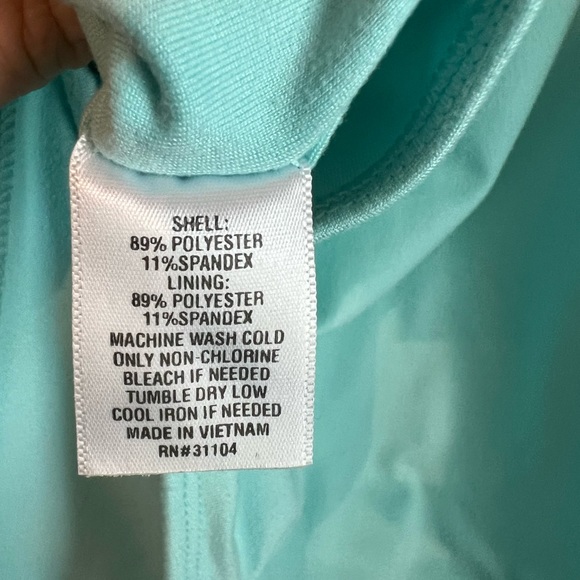 SHELL:
89% POLYESTER
11%SPANDEX
LINING:
89% POLYESTER
11%SPANDEX
MACHINE WASH COLD
ONLY NON-CHLORINE
BLEACH IF NEEDED
TUMBLE DRY LOW
COOL IRON IF NEEDED
MADE IN VIETNAM
RN#31104